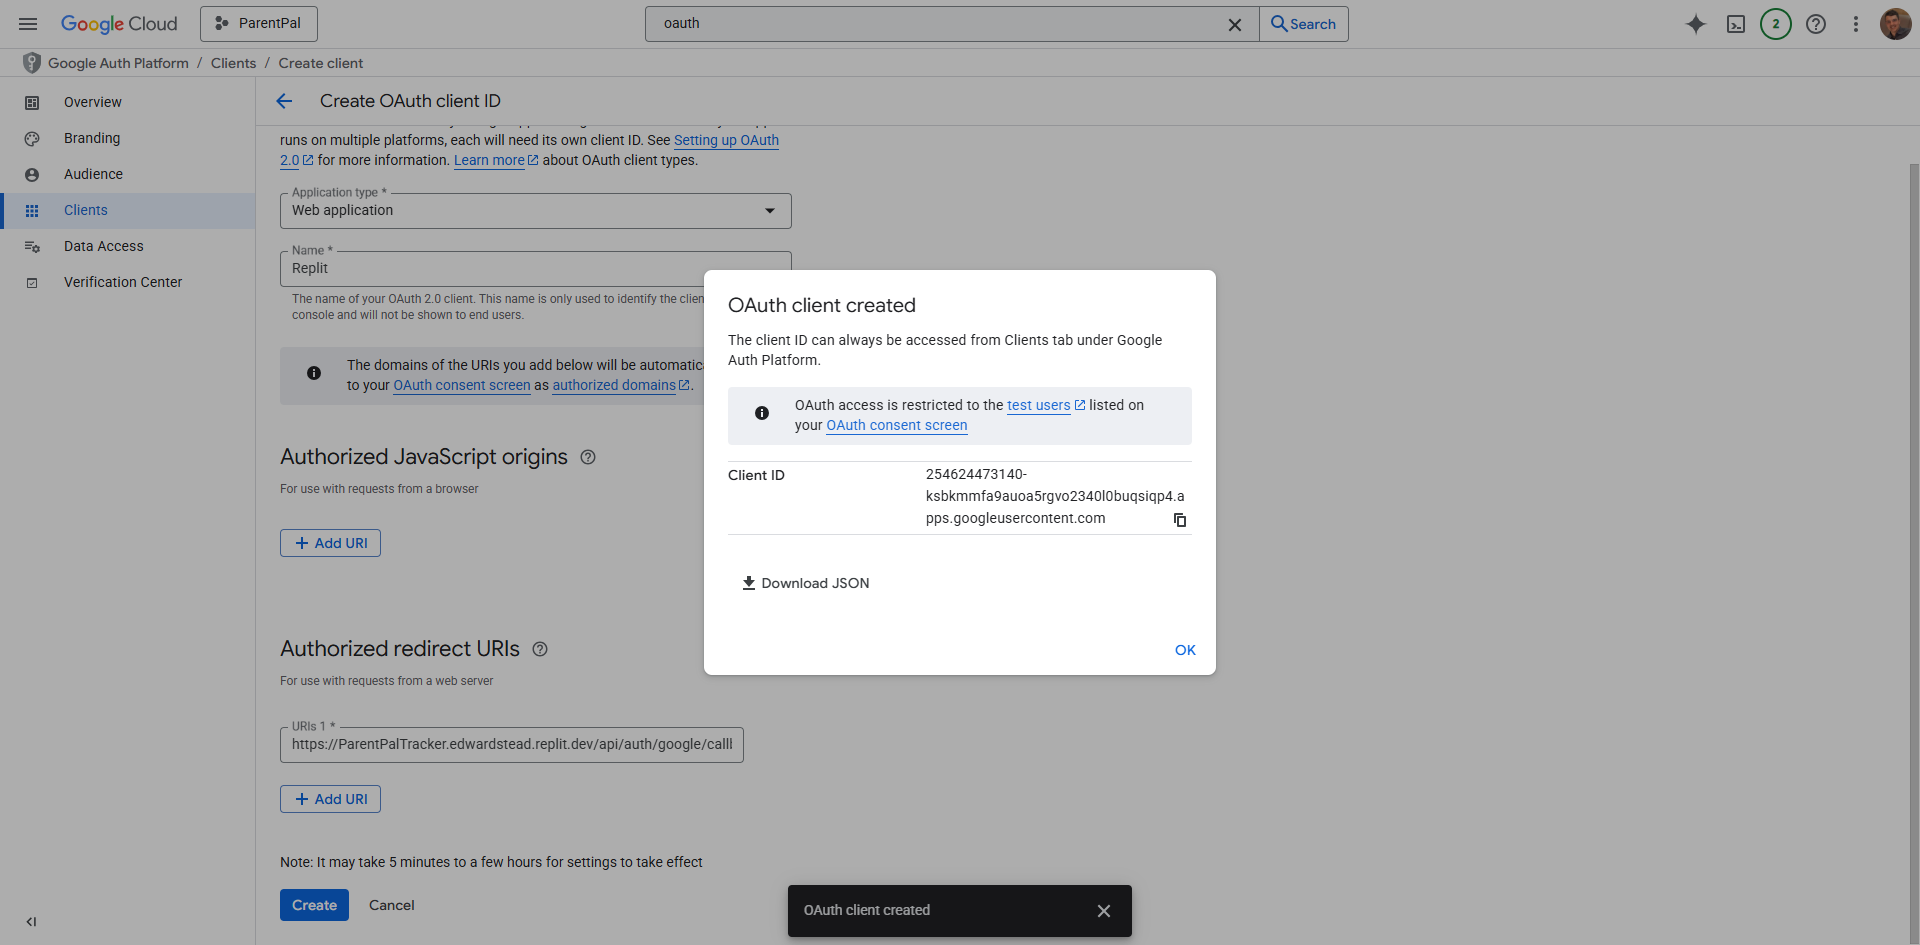 Google Cloud
ParentPal
oauth
Search
2
Google Auth Platform / Clients / Create client
Overview
Branding
Audience
Clients
Data Access
Verification Center
Create OAuth client ID
runs on multiple platforms, each will need its own client ID. See Setting up OAuth
2.0 for more information. Learn more about OAuth client types.
Application type *
Web application
Name *
Replit
The name of your OAuth 2.0 client. This name is only used to identify the clien
console and will not be shown to end users.
The domains of the URIs you add below will be automatic
to your OAuth consent screen as authorized domains.
Authorized JavaScript origins
For use with requests from a browser
+ Add URI
Authorized redirect URIs
For use with requests from a web server
URIs 1 *
https://ParentPalTracker.edwardstead.replit.dev/api/auth/google/call
+ Add URI
Note: It may take 5 minutes to a few hours for settings to take effect
Create
Cancel
OAuth client created
The client ID can always be accessed from Clients tab under Google
Auth Platform.
OAuth access is restricted to the test users listed on
your OAuth consent screen
Client ID
254624473140-
ksbkmmfa9auoa5rgvo2340l0buqsiqp4.a
pps.googleusercontent.com
Download JSON
OK
OAuth client created